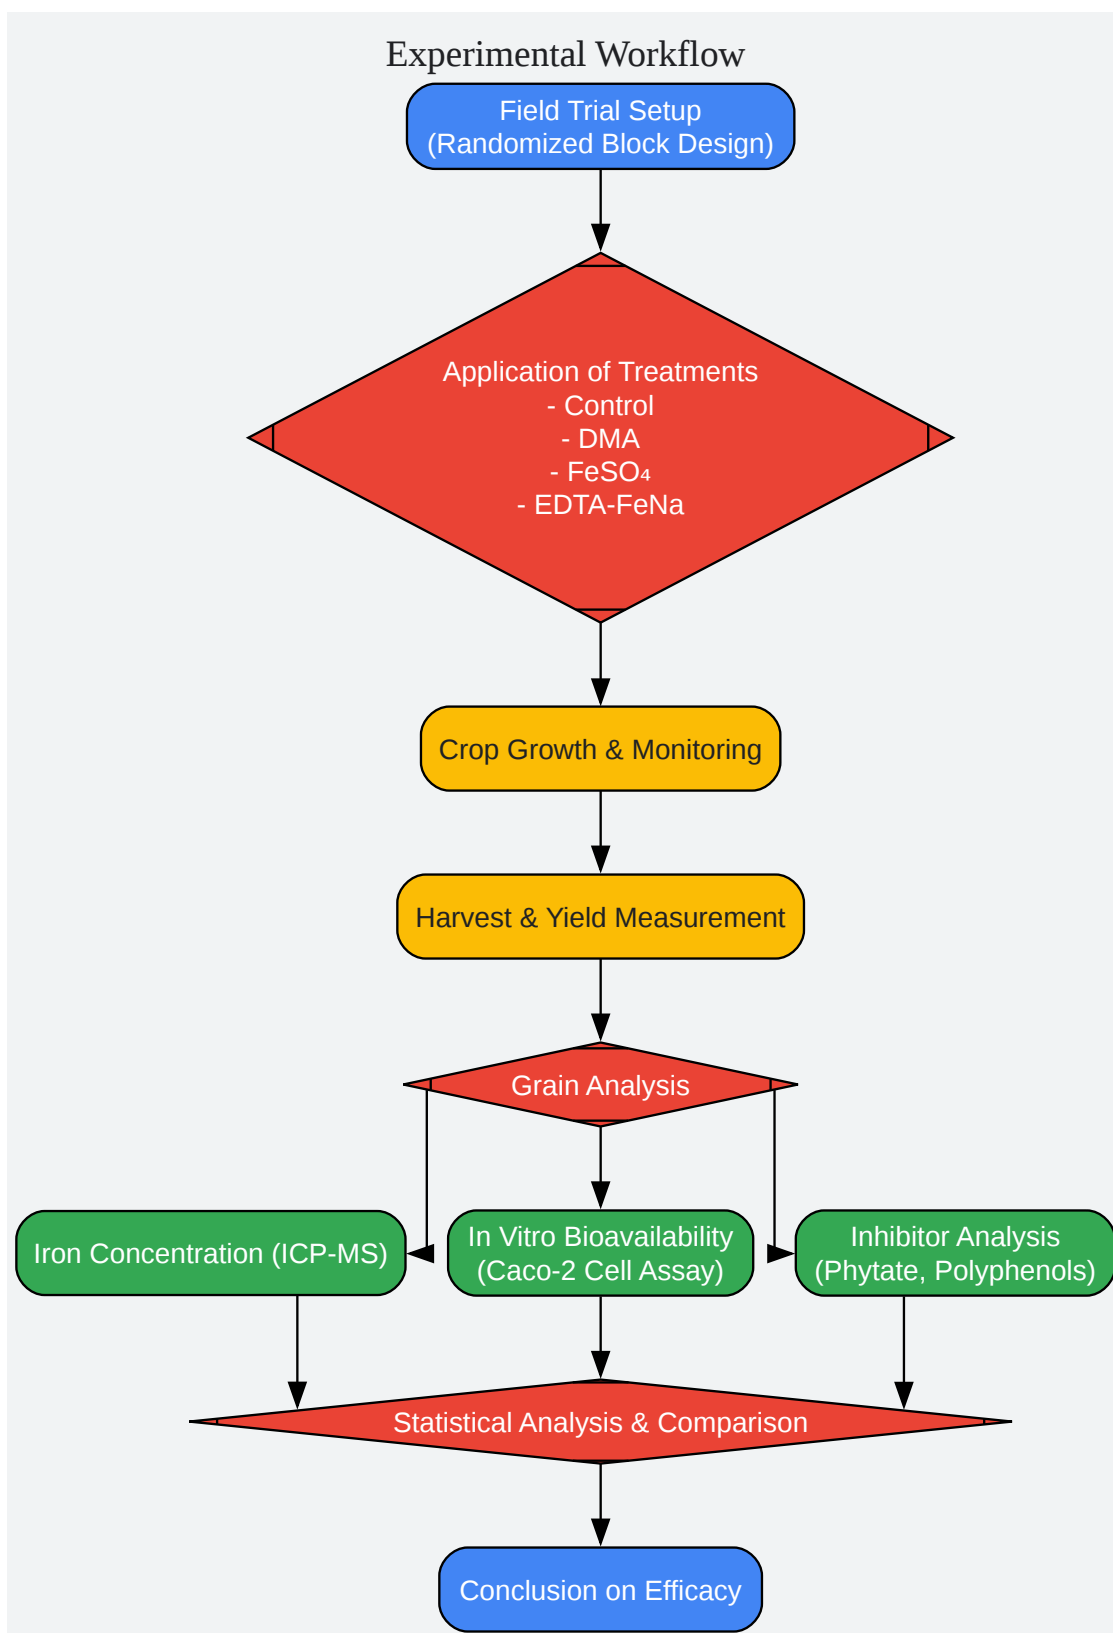 Experimental Workflow
Field Trial Setup
(Randomized Block Design)
Application of Treatments
- Control
- DMA
- FeSO₄
- EDTA-FeNa
Crop Growth & Monitoring
Harvest & Yield Measurement
Grain Analysis
Iron Concentration (ICP-MS)
In Vitro Bioavailability
(Caco-2 Cell Assay)
Inhibitor Analysis
(Phytate, Polyphenols)
Statistical Analysis & Comparison
Conclusion on Efficacy